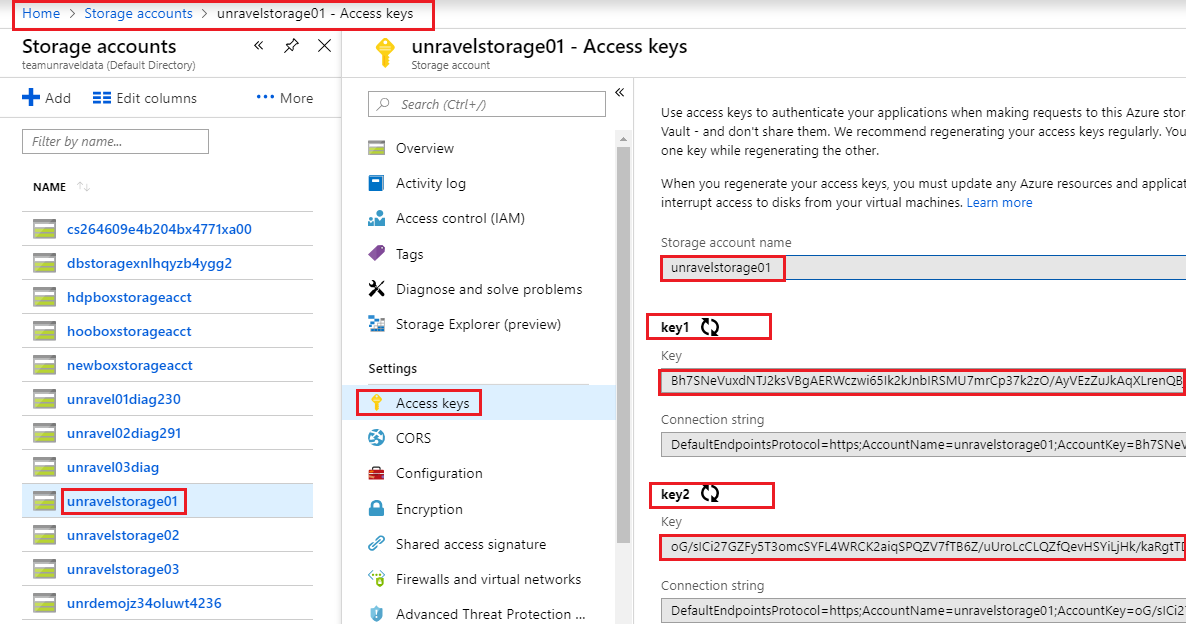 Home > Storage accounts > unravelstorage01 - Access keys
Storage accounts
teamunraveldata (Default Directory)
Add
Edit columns
More
Filter by name...
NAME
cs264609e4b204bx4771xa00
dbstoragexnlhqyzb4ygg2
hdpboxstorageacct
hooboxstorageacct
newboxstorageacct
unravel01diag230
unravel02diag291
unravel03diag
unravelstorage01
unravelstorage02
unravelstorage03
unrdemojz34oluwt4236
unravelstorage01 - Access keys
Storage account
Search (Ctrl+/)
Overview
Activity log
Access control (IAM)
Tags
Diagnose and solve problems
Storage Explorer (preview)
Settings
Access keys
CORS
Configuration
Encryption
Shared access signature
Firewalls and virtual networks
Advanced Threat Protection ...
Use access keys to authenticate your applications when making requests to this Azure stor
Vault - and don't share them. We recommend regenerating your access keys regularly. You
one key while regenerating the other.
When you regenerate your access keys, you must update any Azure resources and applicat
interrupt access to disks from your virtual machines. Learn more
Storage account name
unravelstorage01
key1
Key
Bh7SNeVuxdNTJ2ksVBgAERWczwi65Ik2kJnbIRSMU7mrCp37k2zO/AyVEzZuJkAqXLrenQB
Connection string
DefaultEndpointsProtocol=https;AccountName=unravelstorage01;AccountKey=Bh7SNeV
key2
Key
oG/sICi27GZFy5T3omcSYFL4WRCK2aiqSPQZV7fTB6Z/uUroLcCLQZfQevHSYiLjHk/kaRgtTD
Connection string
DefaultEndpointsProtocol=https;AccountName=unravelstorage01;AccountKey=oG/sICi2